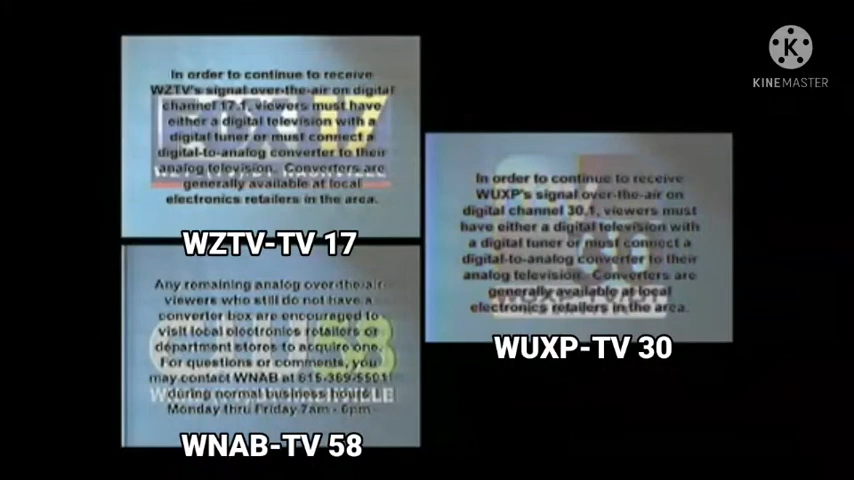 In order to continue to receive
WZTV's signal over-the-air on digital
channel 17.1, viewers must have
either a digital television with a
digital tuner or must connect a
digital-to-analog converter to their
analog television. Converters are
generally available at local
electronics retailers in the area.
FOX 17
WZTV-TV 17
Any remaining analog over-the-air
viewers who still do not have a
converter box are encouraged to
visit local electronics retailers or
department stores to acquire one.
For questions or comments, you
may contact WNAB at 615-369-5501
during normal business hours
Monday thru Friday 7am - 6pm
58
NASHVILLE
WNAB-TV 58
KINEMASTER
In order to continue to receive
WUXP's signal over-the-air on
digital channel 30.1, viewers must
have either a digital television with
a digital tuner or must connect a
digital-to-analog converter to their
analog television. Converters are
generally available at local
electronics retailers in the area.
WUXP-TV 30